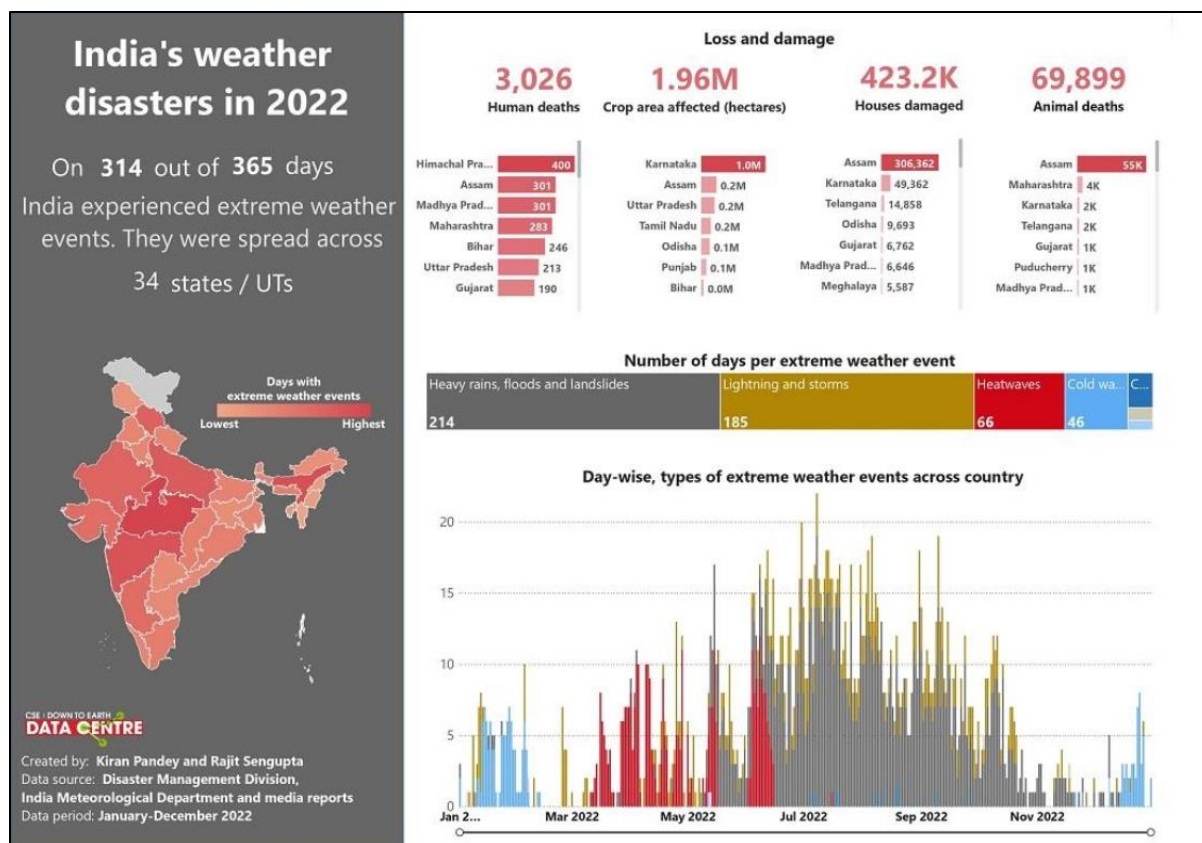 India's weather
disasters in 2022
On 314 out of 365 days
India experienced extreme weather
events. They were spread across
34 states / UTs
Days with
extreme weather events
Lowest Highest
CSE : DOWN TO EARTH
DATA CENTRE
Created by: Kiran Pandey and Rajit Sengupta
Data source: Disaster Management Division,
India Meteorological Department and media reports
Data period: January-December 2022
Loss and damage
3,026
Human deaths
Himachal Pra... 400
Assam 301
Madhya Prad... 301
Maharashtra 283
Bihar 246
Uttar Pradesh 213
Gujarat 190
1.96M
Crop area affected (hectares)
Karnataka 1.0M
Assam 0.2M
Uttar Pradesh 0.2M
Tamil Nadu 0.2M
Odisha 0.1M
Punjab 0.1M
Bihar 0.0M
423.2K
Houses damaged
Assam 306,362
Karnataka 49,362
Telangana 14,858
Odisha 9,693
Gujarat 6,762
Madhya Prad... 6,646
Meghalaya 5,587
69,899
Animal deaths
Assam 55K
Maharashtra 4K
Karnataka 2K
Telangana 2K
Gujarat 1K
Puducherry 1K
Madhya Prad... 1K
Number of days per extreme weather event
Heavy rains, floods and landslides Lightning and storms Heatwaves Cold wa... C...
214 185 66 46
Day-wise, types of extreme weather events across country
20
15
10
5
0
Jan 2... Mar 2022 May 2022 Jul 2022 Sep 2022 Nov 2022